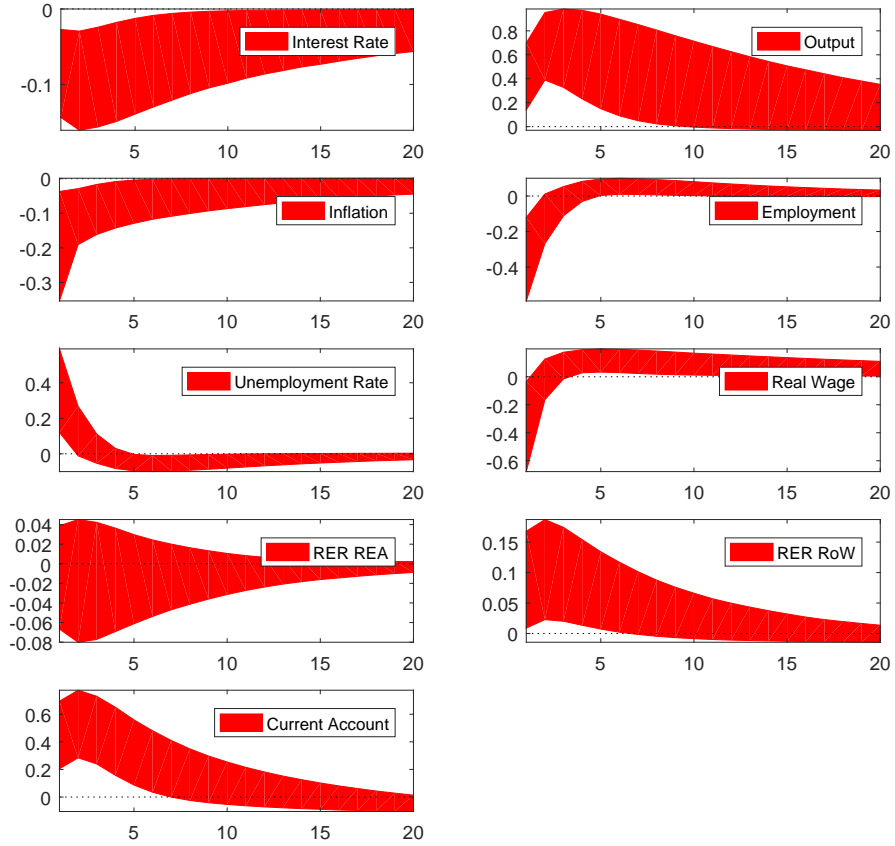 0
-0.1
Interest Rate
5 10 15 20
0.8
0.6
0.4
0.2
0
Output
5 10 15 20
0
-0.1
-0.2
-0.3
Inflation
5 10 15 20
0
-0.2
-0.4
Employment
5 10 15 20
0.4
0.2
0
Unemployment Rate
5 10 15 20
0.2
0
-0.2
-0.4
-0.6
Real Wage
5 10 15 20
0.04
0.02
0
-0.02
-0.04
-0.06
-0.08
RER REA
5 10 15 20
0.15
0.1
0.05
0
RER RoW
5 10 15 20
0.6
0.4
0.2
0
Current Account
5 10 15 20